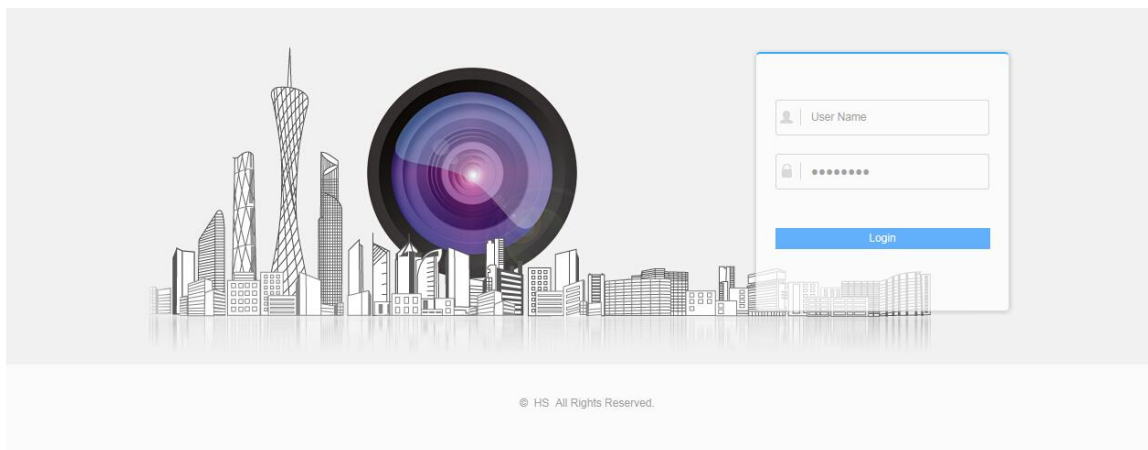 User Name
••••••••
Login
© HS All Rights Reserved.